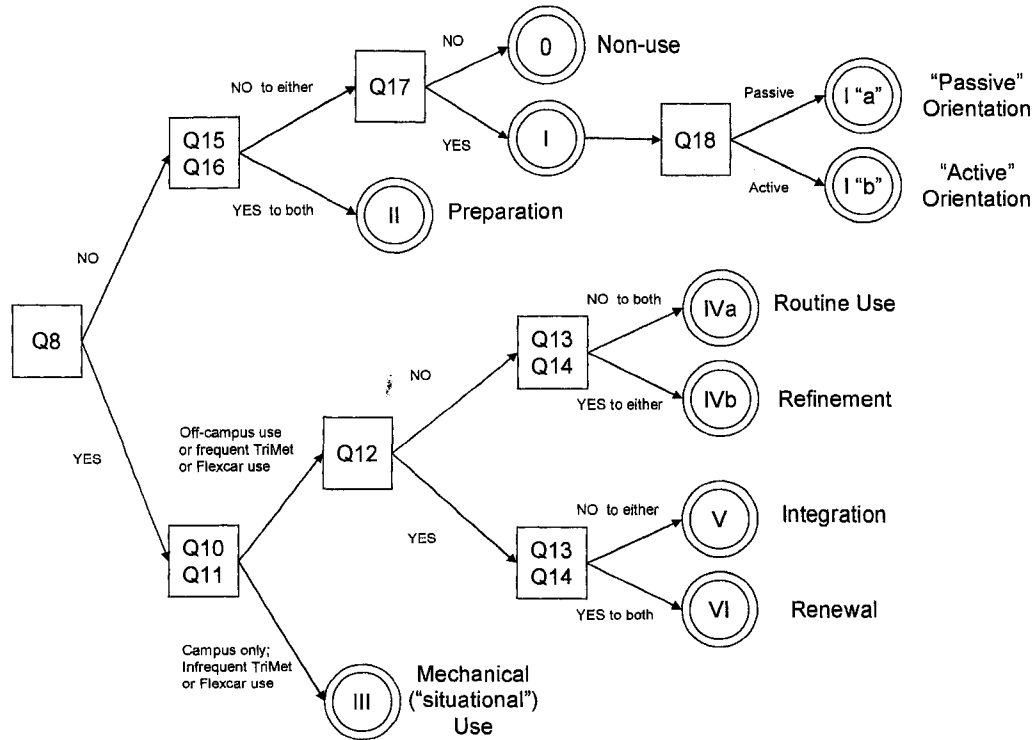 NO
0
Non-use
NO to either
Q17
Passive
I "a"
"Passive"
Orientation
Q15
Q16
YES
I
Q18
YES to both
II
Preparation
Active
I "b"
"Active"
Orientation
NO
Q8
YES
NO to both
IVa
Routine Use
Q13
Q14
NO
YES to either
IVb
Refinement
Off-campus use
or frequent TriMet
or Flexcar use
Q12
NO to either
V
Integration
YES
Q13
Q14
Q10
Q11
YES to both
VI
Renewal
Campus only;
Infrequent TriMet
or Flexcar use
III
Mechanical
("situational")
Use